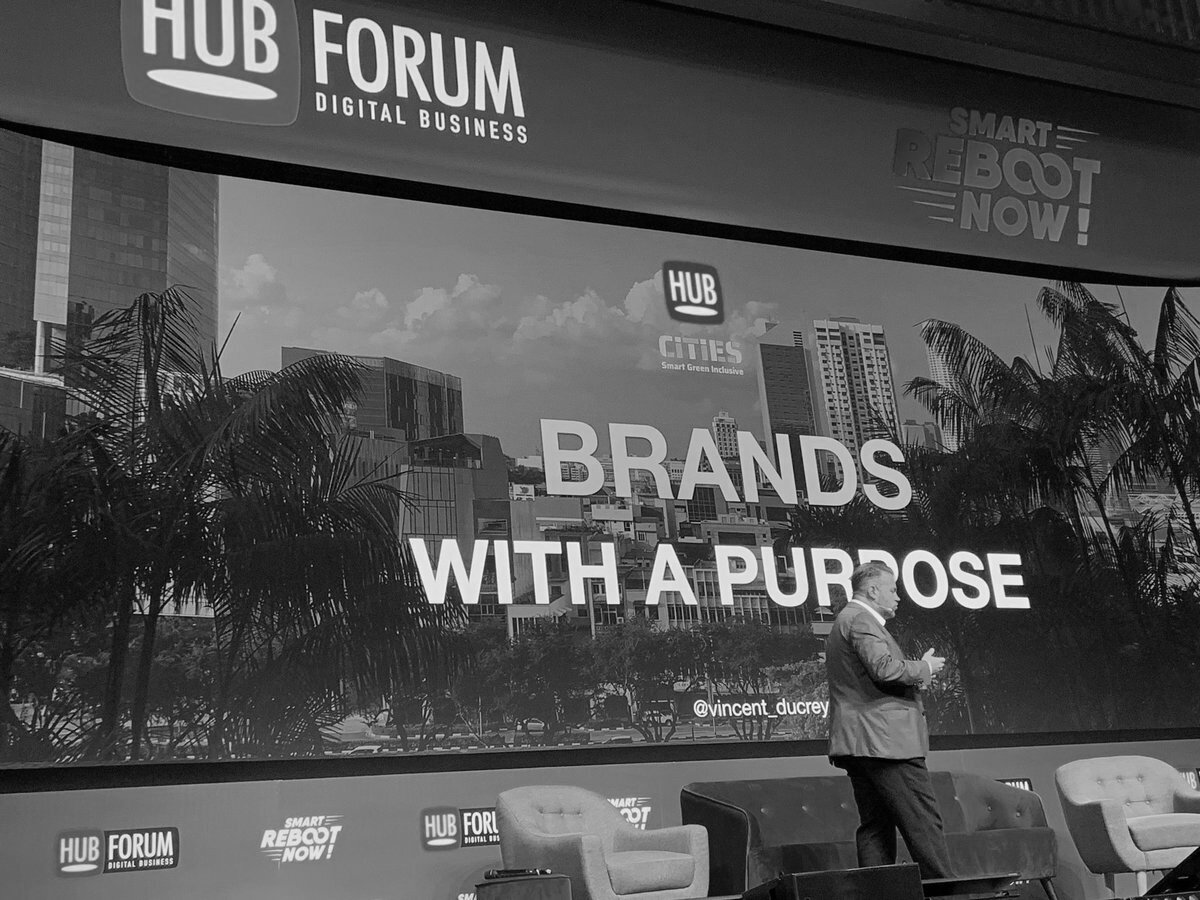 HUB FORUM
DIGITAL BUSINESS
SMART
REBOOT
NOW!
HUB
CITIES
Smart Green Inclusive
BRANDS
WITH A PURPOSE
@vincent_ducrey
HUB FORUM
DIGITAL BUSINESS
SMART
REBOOT
NOW!
HUB FORUM
DIGITAL BUSINESS